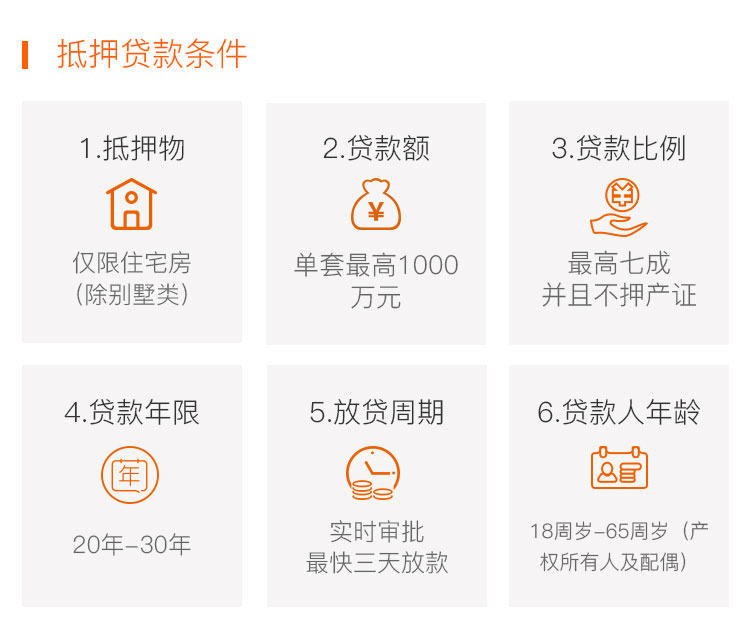 抵押贷款条件
1.抵押物
仅限住宅房
（除别墅类）
2.贷款额
¥
单套最高1000
万元
3.贷款比例
¥
最高七成
并且不押产证
4.贷款年限
年
20年-30年
5.放贷周期
实时审批
最快三天放款
6.贷款人年龄
18周岁-65周岁（产
权所有人及配偶）